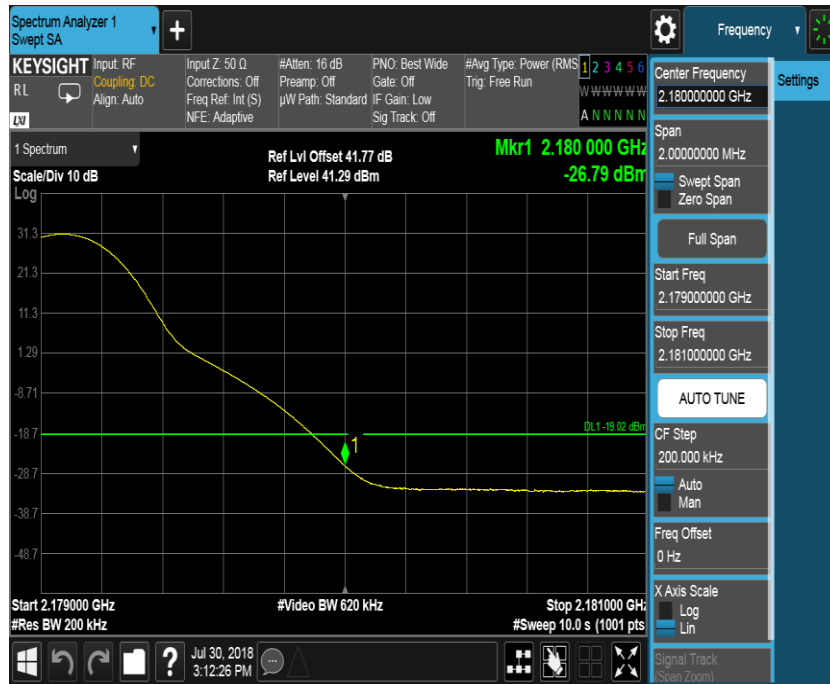 Spectrum Analyzer 1
Swept SA
+
Frequency
KEYSIGHT
RL
LXI
Input: RF
Coupling: DC
Align: Auto
Input Z: 50 Ω
Corrections: Off
Freq Ref: Int (S)
NFE: Adaptive
#Atten: 16 dB
Preamp: Off
µW Path: Standard
PNO: Best Wide
Gate: Off
IF Gain: Low
Sig Track: Off
#Avg Type: Power (RMS
Trig: Free Run
1 2 3 4 5 6
W W W W W W
A N N N N N
1 Spectrum
Scale/Div 10 dB
Log
Ref Lvl Offset 41.77 dB
Ref Level 41.29 dBm
Mkr1 2.180 000 GHz
-26.79 dBm
31.3
21.3
11.3
1.29
-8.71
-18.7
-28.7
-38.7
-48.7
DL1 -19.02 dBm
1
Start 2.179000 GHz
#Res BW 200 kHz
#Video BW 620 kHz
Stop 2.181000 GHz
#Sweep 10.0 s (1001 pts
Center Frequency
2.180000000 GHz
Span
2.00000000 MHz
Swept Span
Zero Span
Full Span
Start Freq
2.179000000 GHz
Stop Freq
2.181000000 GHz
AUTO TUNE
CF Step
200.000 kHz
Auto
Man
Freq Offset
0 Hz
X Axis Scale
Log
Lin
Signal Track
(Span Zoom)
Settings
?
Jul 30, 2018
3:12:26 PM